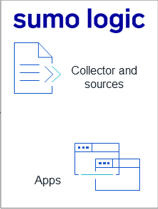 sumo logic
Collector and
sources
Apps